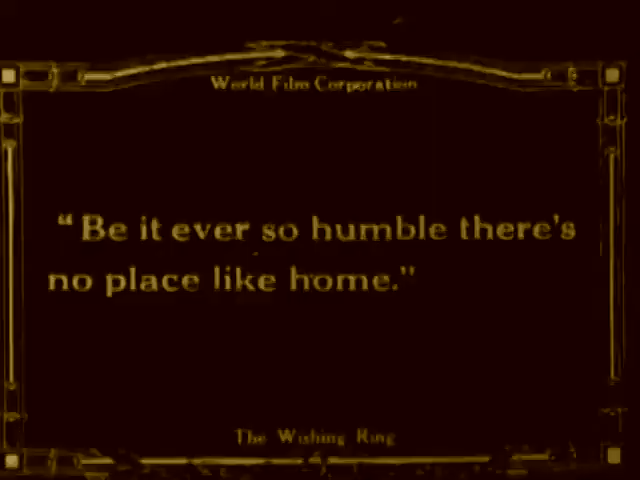 World Film Corporation
"Be it ever so humble there's
no place like home."
The Wishing Ring